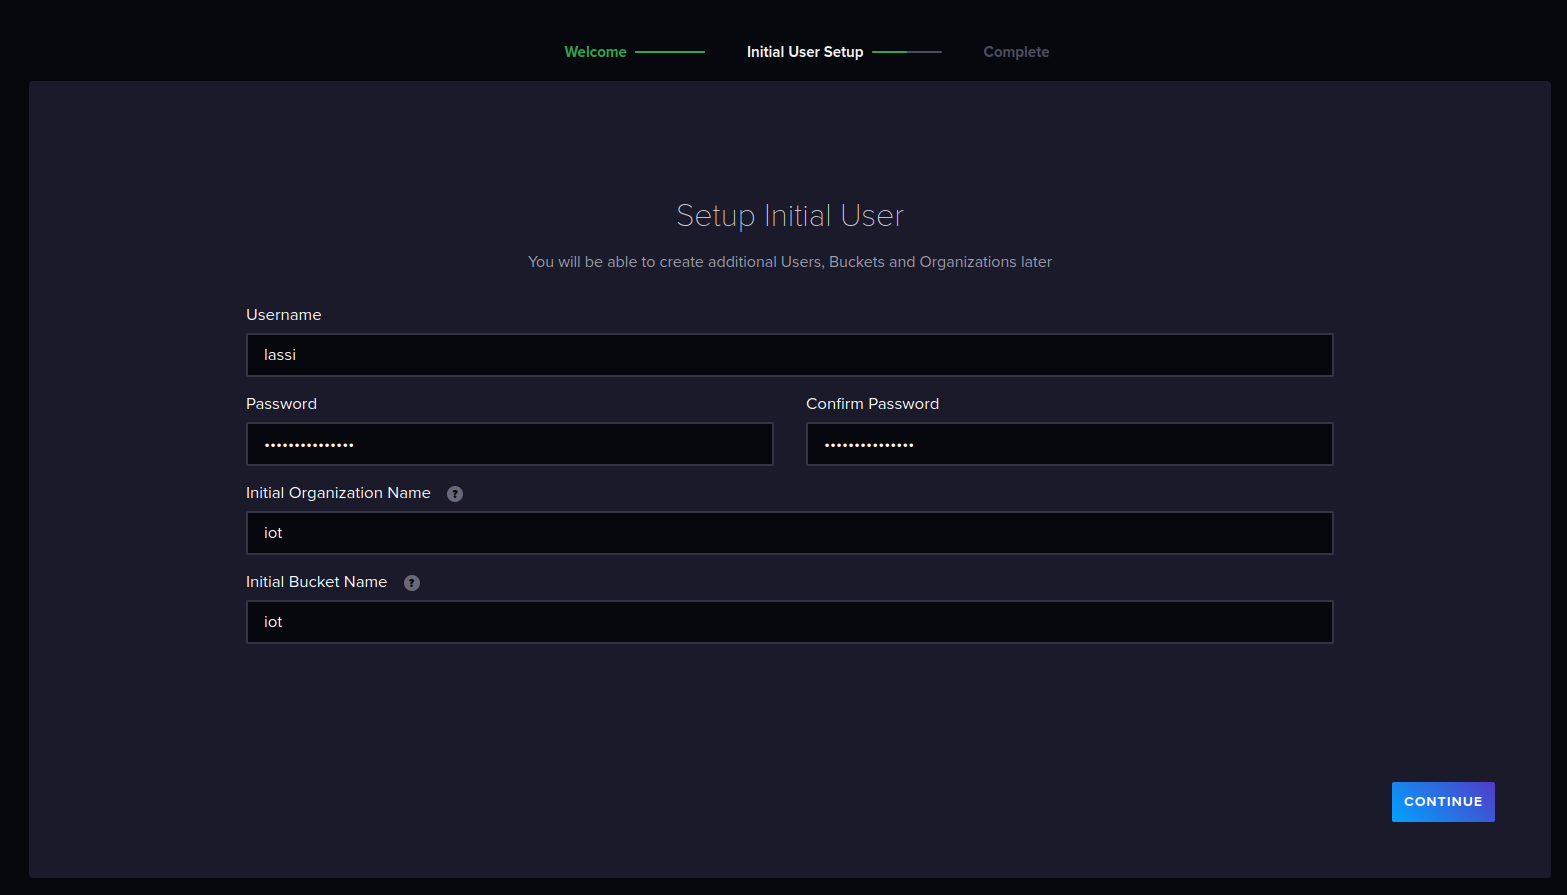 Welcome Initial User Setup Complete
Setup Initial User
You will be able to create additional Users, Buckets and Organizations later
Username
lassi
Password Confirm Password
••••••••••••••• •••••••••••••••
Initial Organization Name ?
iot
Initial Bucket Name ?
iot
CONTINUE